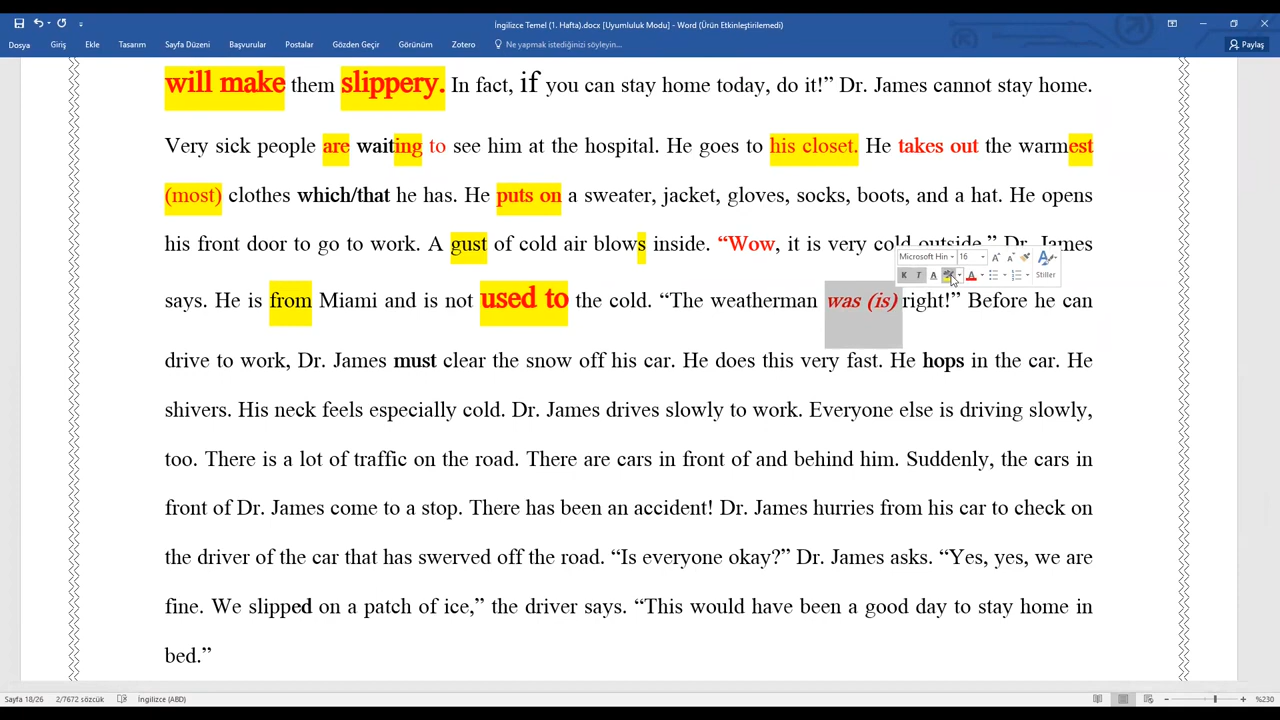 İngilizce Temel (1. Hafta).docx [Uyumluluk Modu] - Word (Ürün Etkinleştirilemedi)
Dosya Giriş Ekle Tasarım Sayfa Düzeni Başvurular Postalar Gözden Geçir Görünüm Zotero Ne yapmak istediğinizi söyleyin... Paylaş
will make them slippery. In fact, if you can stay home today, do it!” Dr. James cannot stay home.
Very sick people are waiting to see him at the hospital. He goes to his closet. He takes out the warmest
(most) clothes which/that he has. He puts on a sweater, jacket, gloves, socks, boots, and a hat. He opens
his front door to go to work. A gust of cold air blows inside. “Wow, it is very cold outside.” Dr. James
Microsoft Hin 16
K T A A Stiller
says. He is from Miami and is not used to the cold. “The weatherman was (is) right!” Before he can
drive to work, Dr. James must clear the snow off his car. He does this very fast. He hops in the car. He
shivers. His neck feels especially cold. Dr. James drives slowly to work. Everyone else is driving slowly,
too. There is a lot of traffic on the road. There are cars in front of and behind him. Suddenly, the cars in
front of Dr. James come to a stop. There has been an accident! Dr. James hurries from his car to check on
the driver of the car that has swerved off the road. “Is everyone okay?” Dr. James asks. “Yes, yes, we are
fine. We slipped on a patch of ice,” the driver says. “This would have been a good day to stay home in
bed.”
Sayfa 18/26 2/7672 sözcük İngilizce (ABD) %230